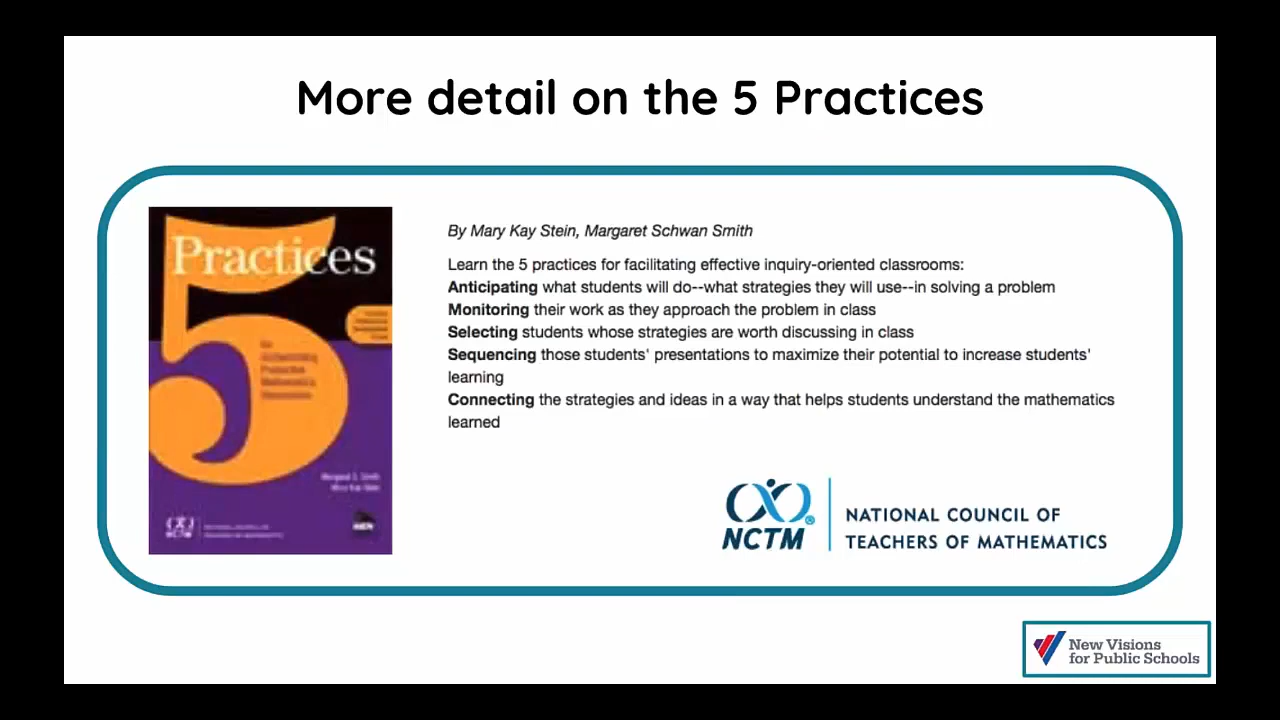 More detail on the 5 Practices
Practices
5
By Mary Kay Stein, Margaret Schwan Smith
Learn the 5 practices for facilitating effective inquiry-oriented classrooms:
Anticipating what students will do--what strategies they will use--in solving a problem
Monitoring their work as they approach the problem in class
Selecting students whose strategies are worth discussing in class
Sequencing those students' presentations to maximize their potential to increase students'
learning
Connecting the strategies and ideas in a way that helps students understand the mathematics
learned
NCTM
NCTM®
NATIONAL COUNCIL OF
TEACHERS OF MATHEMATICS
New Visions
for Public Schools